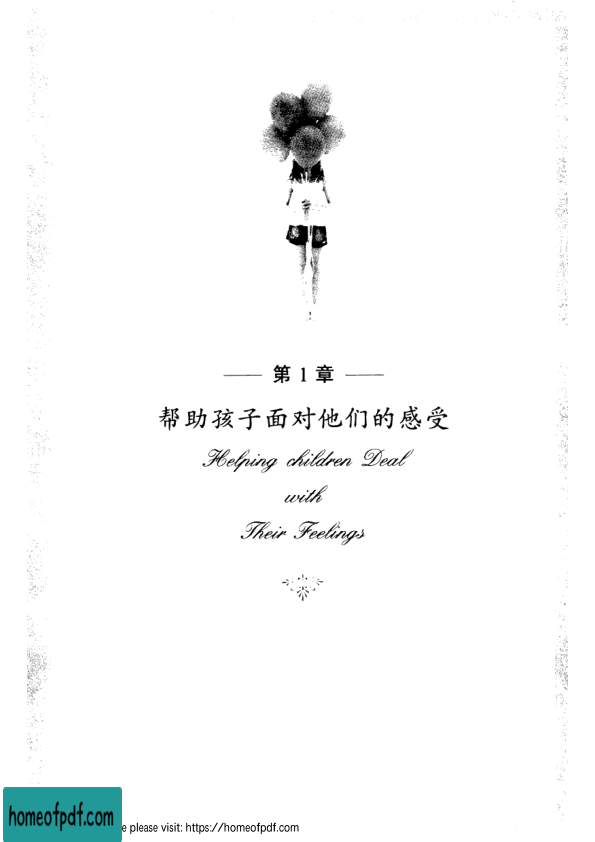 第1章
帮助孩子面对他们的感受
Helping children Deal
with
Their Feelings
homeofpdf.com
e please visit: https://homeofpdf.com